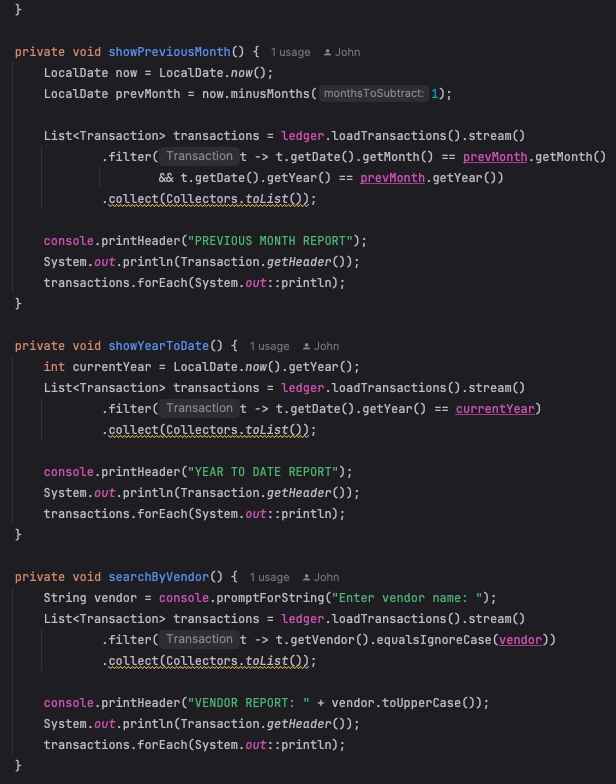 }
private void showPreviousMonth() { 1 usage John
LocalDate now = LocalDate.now();
LocalDate prevMonth = now.minusMonths( monthsToSubtract: 1);
List<Transaction> transactions = ledger.loadTransactions().stream()
.filter( Transaction t -> t.getDate().getMonth() == prevMonth.getMonth()
&& t.getDate().getYear() == prevMonth.getYear())
.collect(Collectors.toList());
console.printHeader("PREVIOUS MONTH REPORT");
System.out.println(Transaction.getHeader());
transactions.forEach(System.out::println);
}
private void showYearToDate() { 1 usage John
int currentYear = LocalDate.now().getYear();
List<Transaction> transactions = ledger.loadTransactions().stream()
.filter( Transaction t -> t.getDate().getYear() == currentYear)
.collect(Collectors.toList());
console.printHeader("YEAR TO DATE REPORT");
System.out.println(Transaction.getHeader());
transactions.forEach(System.out::println);
}
private void searchByVendor() { 1 usage John
String vendor = console.promptForString("Enter vendor name: ");
List<Transaction> transactions = ledger.loadTransactions().stream()
.filter( Transaction t -> t.getVendor().equalsIgnoreCase(vendor))
.collect(Collectors.toList());
console.printHeader("VENDOR REPORT: " + vendor.toUpperCase());
System.out.println(Transaction.getHeader());
transactions.forEach(System.out::println);
}